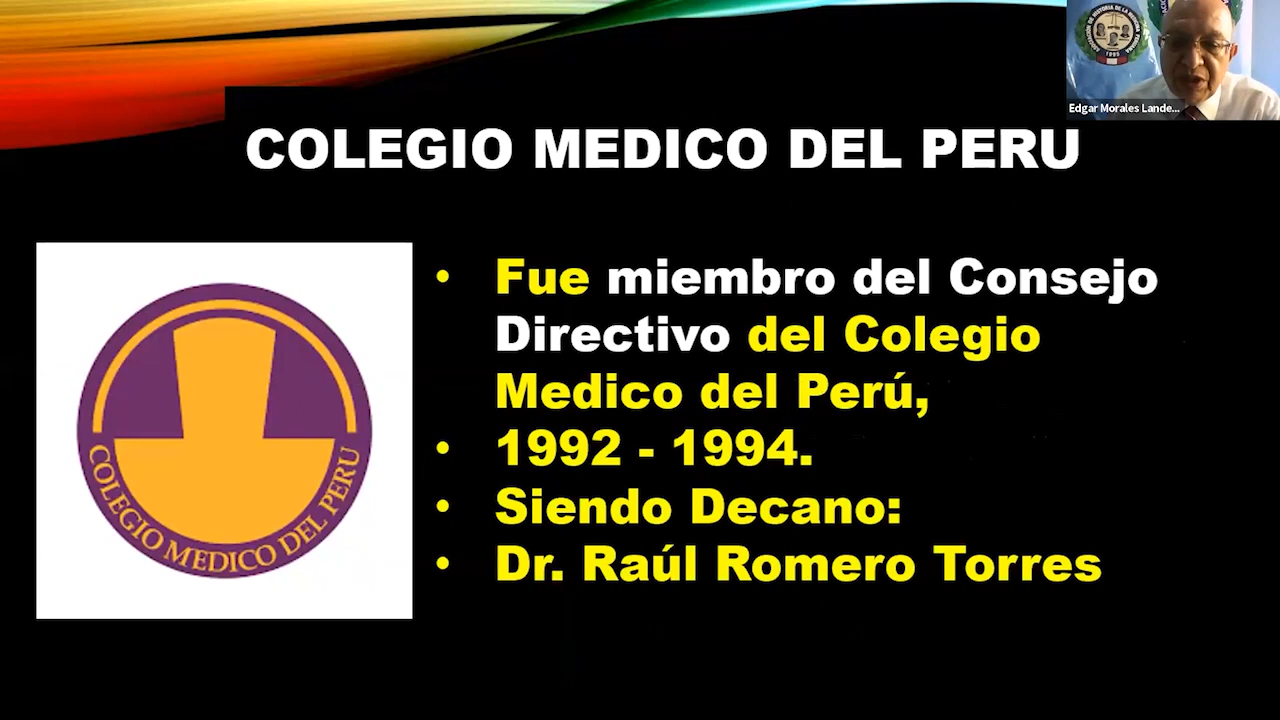 Edgar Morales Lande...
COLEGIO MEDICO DEL PERU
• Fue miembro del Consejo
Directivo del Colegio
Medico del Perú,
• 1992 - 1994.
• Siendo Decano:
• Dr. Raúl Romero Torres
COLEGIO MEDICO DEL PERU